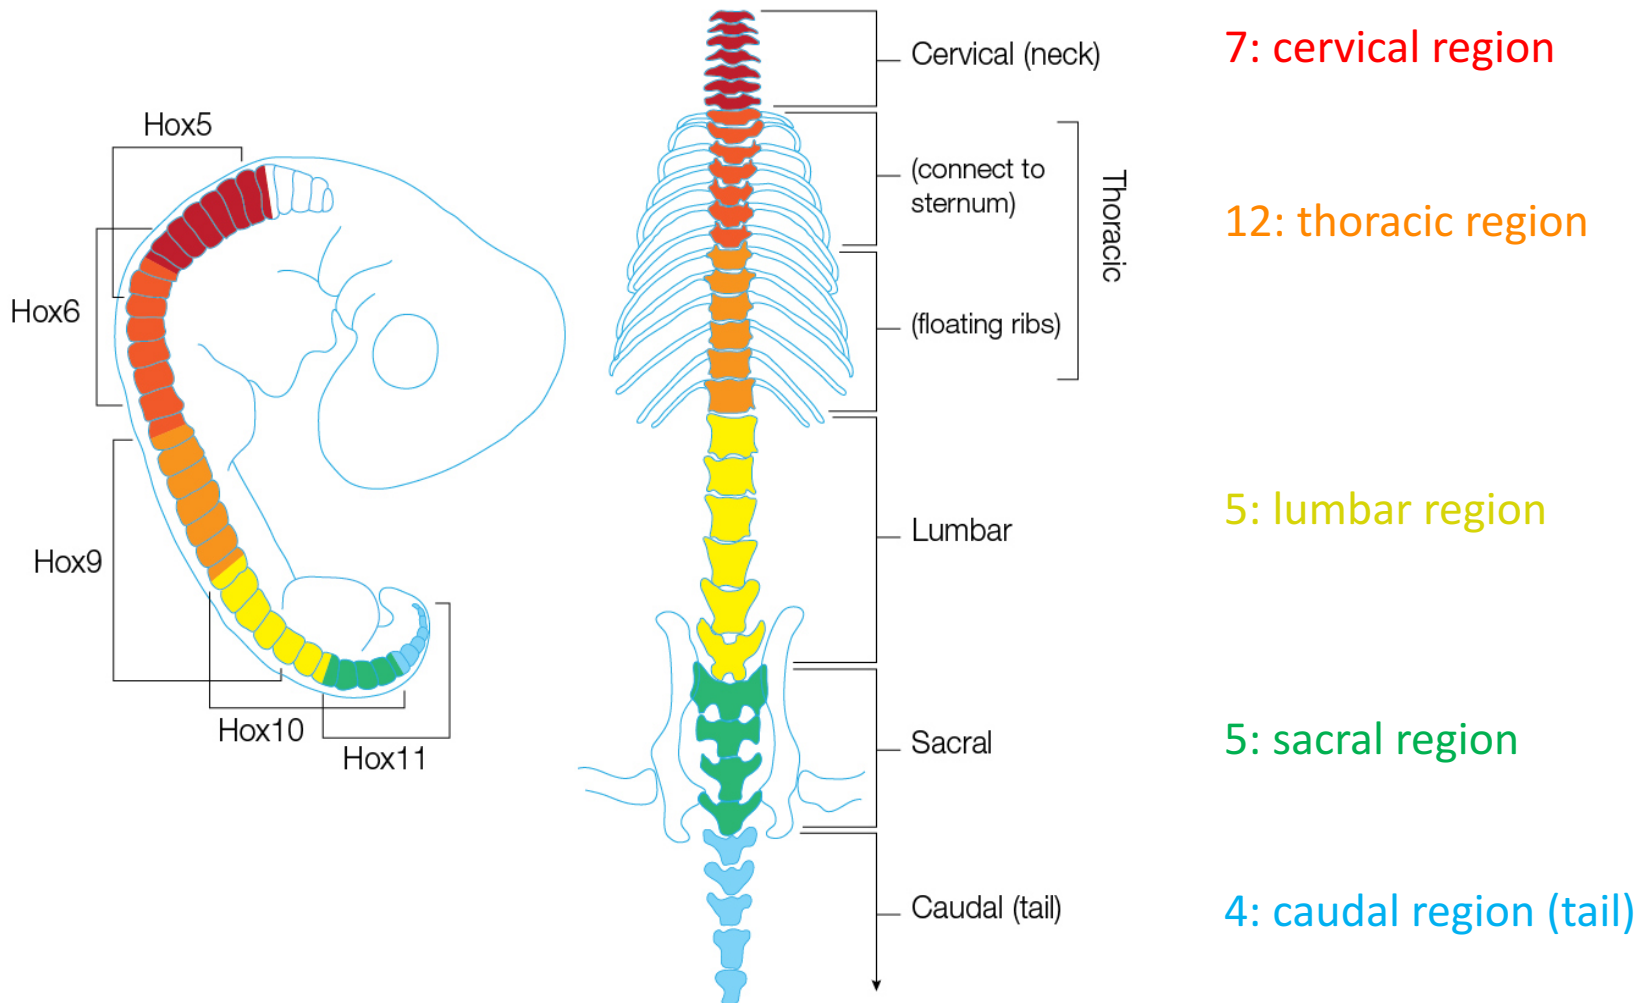 Hox5
Hox6
Hox9
Hox10
Hox11
Cervical (neck)
(connect to
sternum)
Thoracic
(floating ribs)
Lumbar
Sacral
Caudal (tail)
7: cervical region
12: thoracic region
5: lumbar region
5: sacral region
4: caudal region (tail)